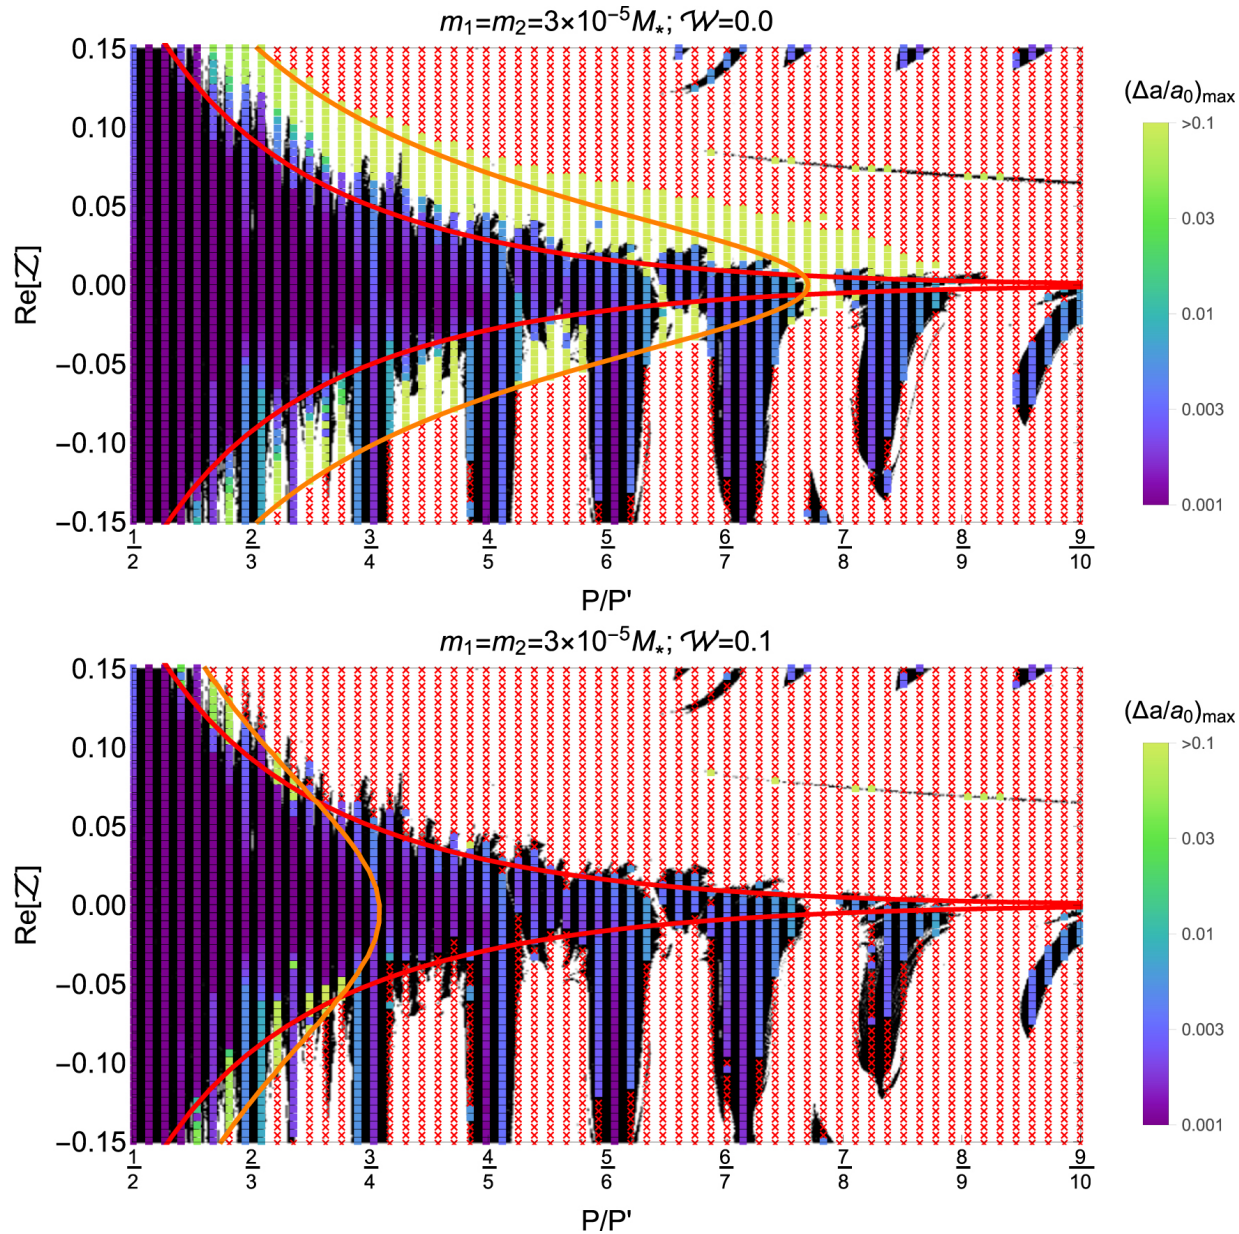 m₁=m₂=3×10⁻⁵M⁎; 𝒲=0.0
(Δa/a₀)max
Re[𝒵]
0.15
0.10
0.05
0.00
−0.05
−0.10
−0.15
>0.1
0.03
0.01
0.003
0.001
1/2 2/3 3/4 4/5 5/6 6/7 7/8 8/9 9/10
P/P'
m₁=m₂=3×10⁻⁵M⁎; 𝒲=0.1
(Δa/a₀)max
Re[𝒵]
0.15
0.10
0.05
0.00
−0.05
−0.10
−0.15
>0.1
0.03
0.01
0.003
0.001
1/2 2/3 3/4 4/5 5/6 6/7 7/8 8/9 9/10
P/P'